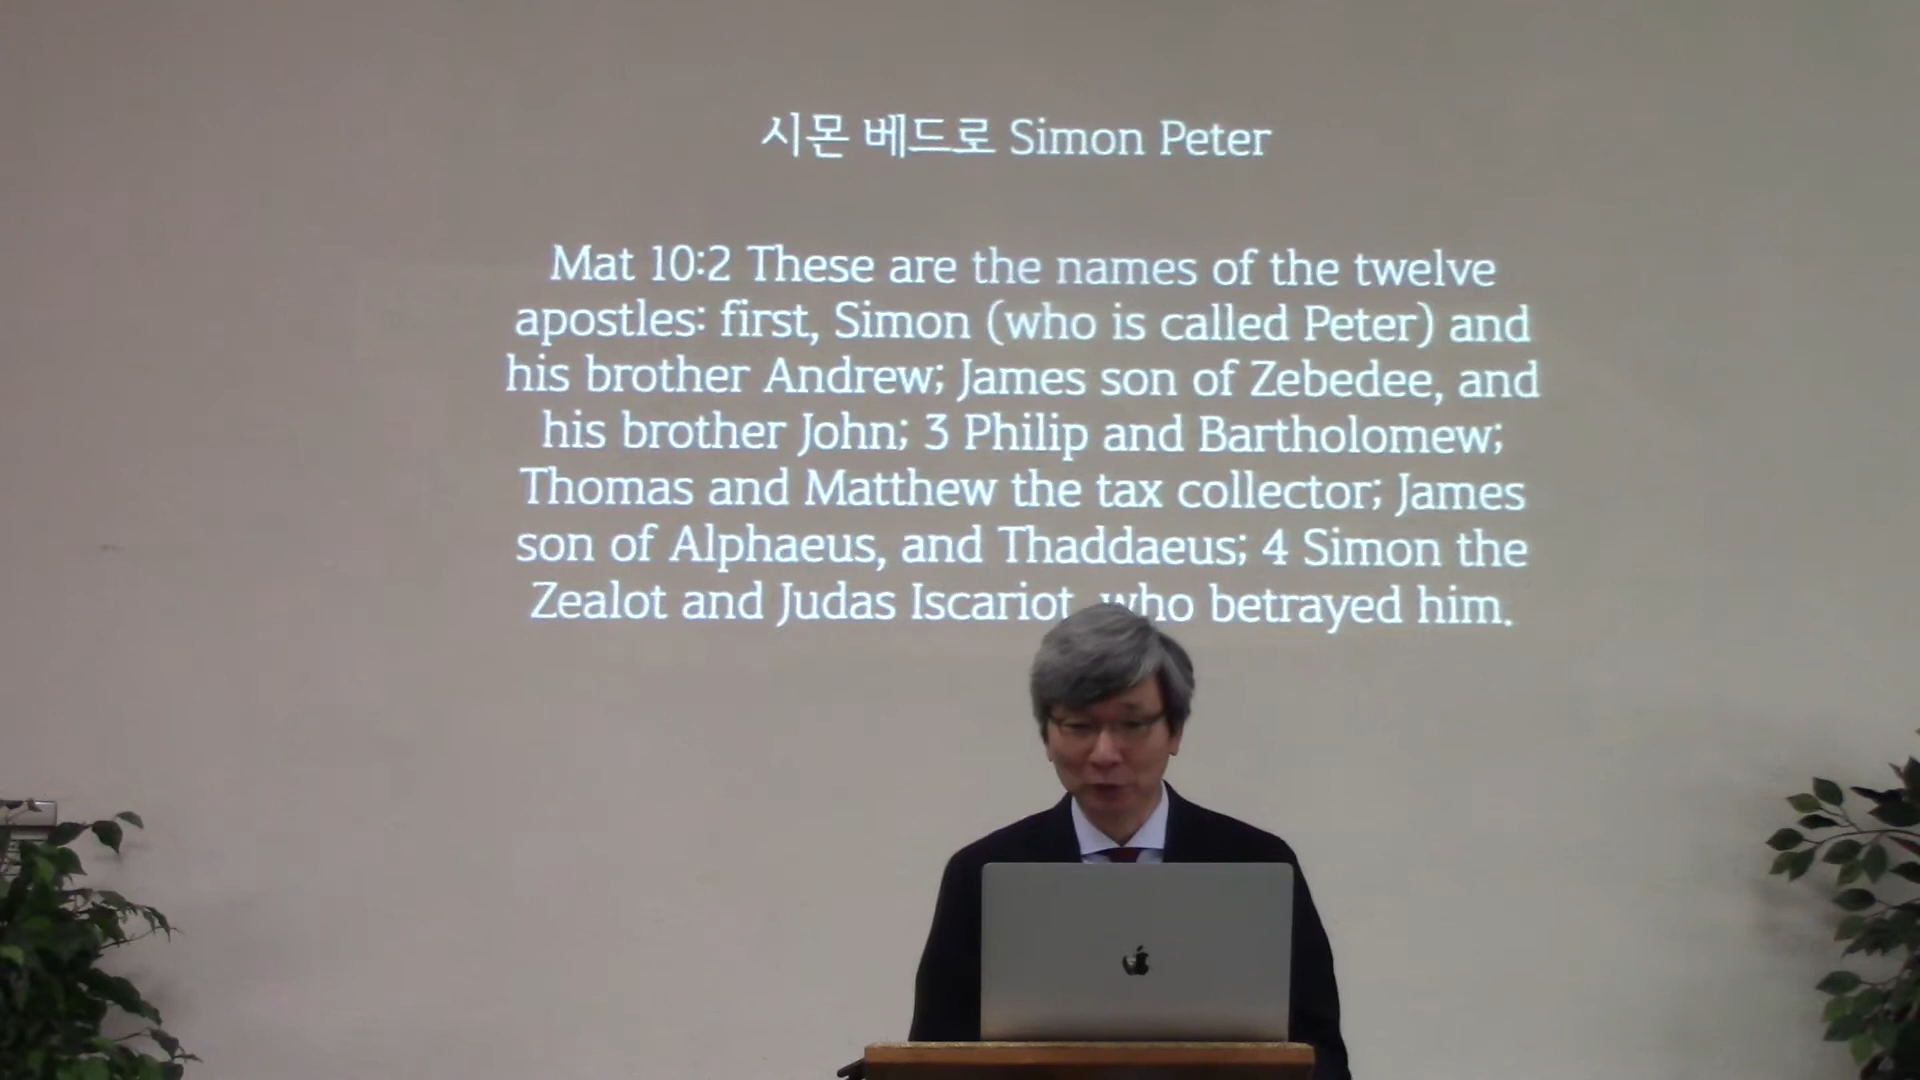 시몬 베드로 Simon Peter
Mat 10:2 These are the names of the twelve
apostles: first, Simon (who is called Peter) and
his brother Andrew; James son of Zebedee, and
his brother John; 3 Philip and Bartholomew;
Thomas and Matthew the tax collector; James
son of Alphaeus, and Thaddaeus; 4 Simon the
Zealot and Judas Iscariot, who betrayed him.